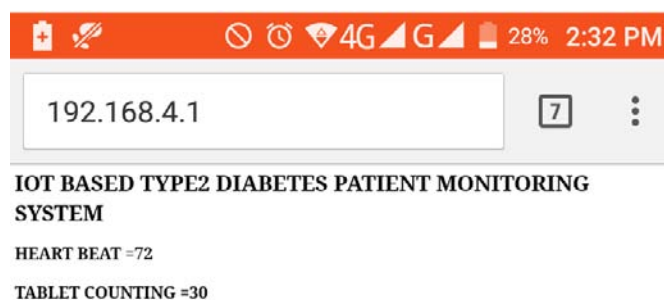 4G G 28% 2:32 PM
192.168.4.1 7
IOT BASED TYPE2 DIABETES PATIENT MONITORING
SYSTEM
HEART BEAT =72
TABLET COUNTING =30